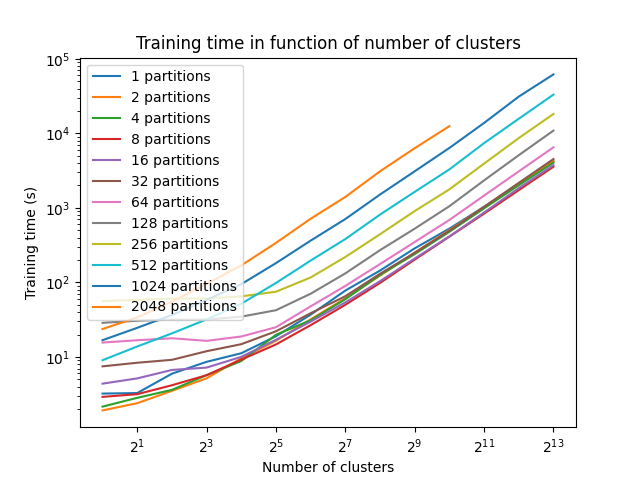 Training time in function of number of clusters
Training time (s)
10^5
10^4
10^3
10^2
10^1
1 partitions
2 partitions
4 partitions
8 partitions
16 partitions
32 partitions
64 partitions
128 partitions
256 partitions
512 partitions
1024 partitions
2048 partitions
2^1 2^3 2^5 2^7 2^9 2^11 2^13
Number of clusters